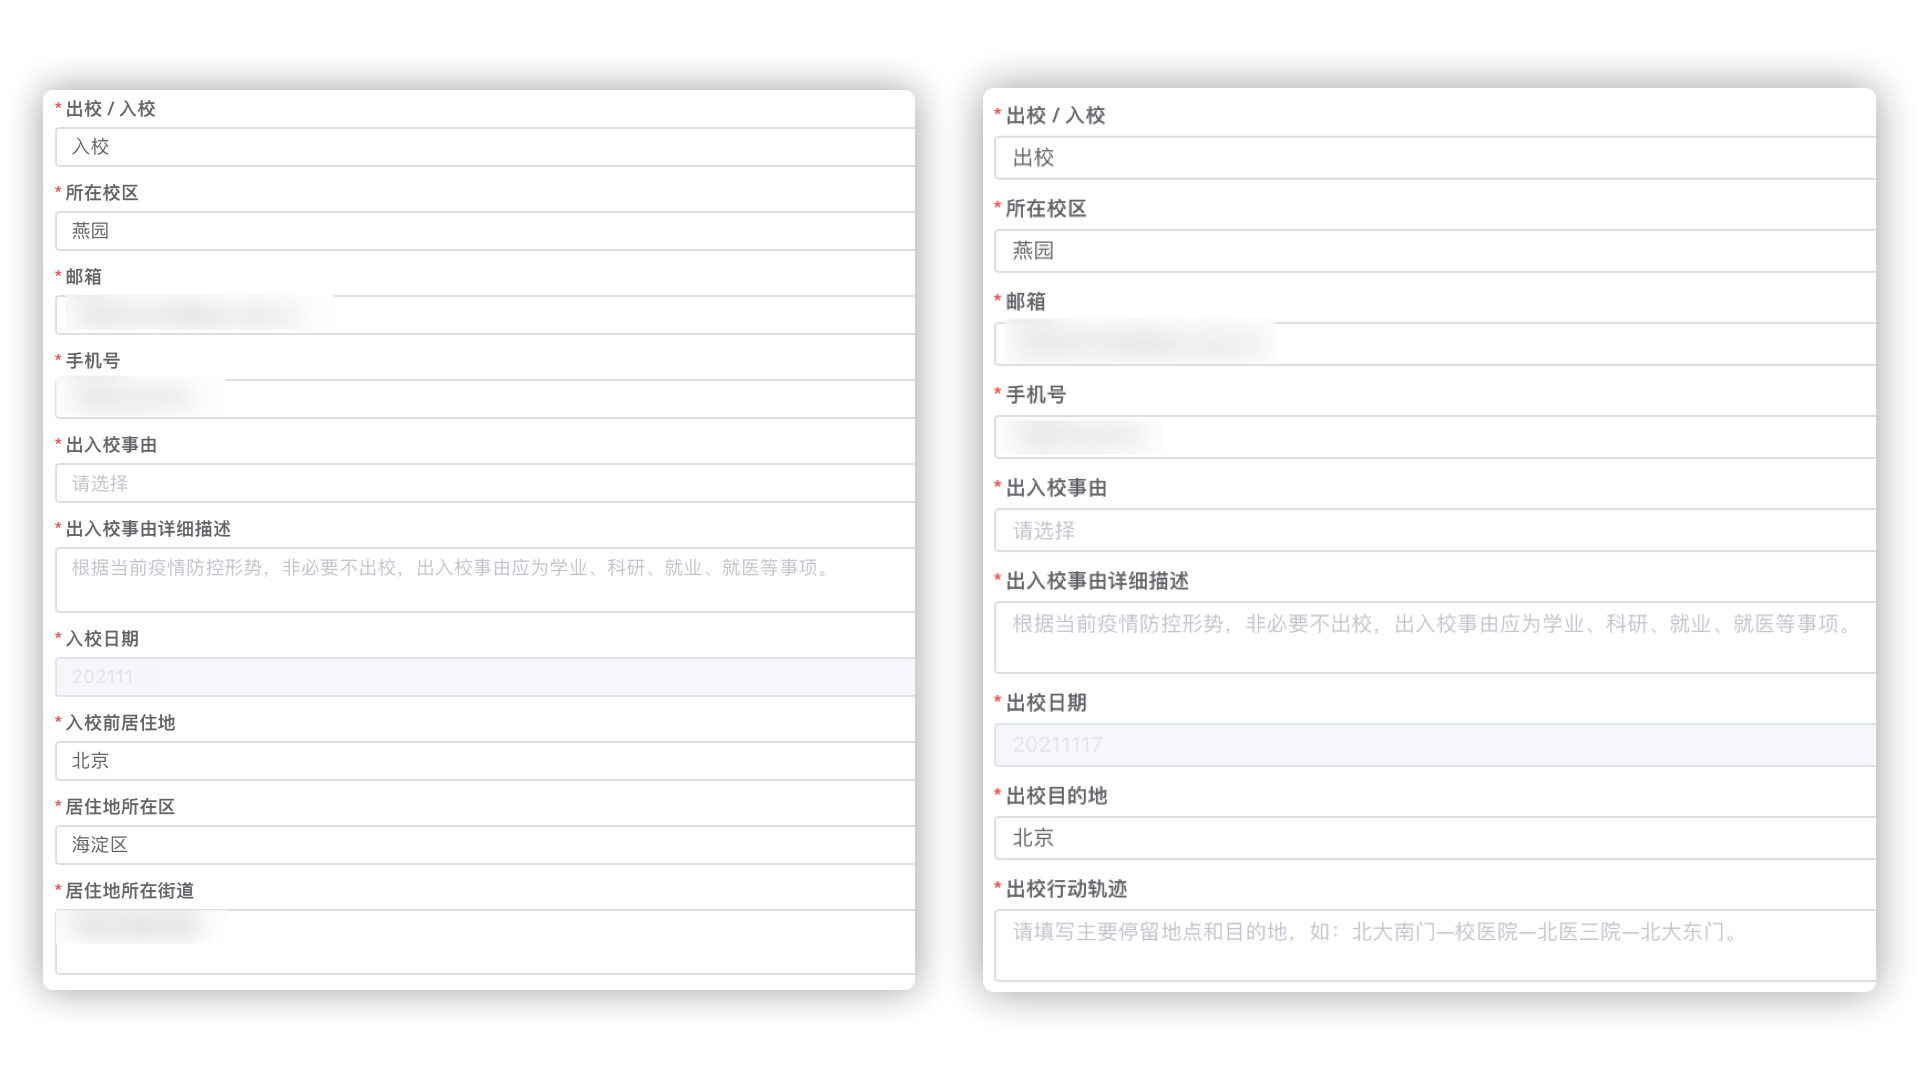 * 出校 / 入校
入校
* 所在校区
燕园
* 邮箱
* 手机号
* 出入校事由
请选择
* 出入校事由详细描述
根据当前疫情防控形势，非必要不出校，出入校事由应为学业、科研、就业、就医等事项。
* 入校日期
202111
* 入校前居住地
北京
* 居住地所在区
海淀区
* 居住地所在街道
* 出校 / 入校
出校
* 所在校区
燕园
* 邮箱
* 手机号
* 出入校事由
请选择
* 出入校事由详细描述
根据当前疫情防控形势，非必要不出校，出入校事由应为学业、科研、就业、就医等事项。
* 出校日期
20211117
* 出校目的地
北京
* 出校行动轨迹
请填写主要停留地点和目的地，如：北大南门—校医院—北医三院—北大东门。